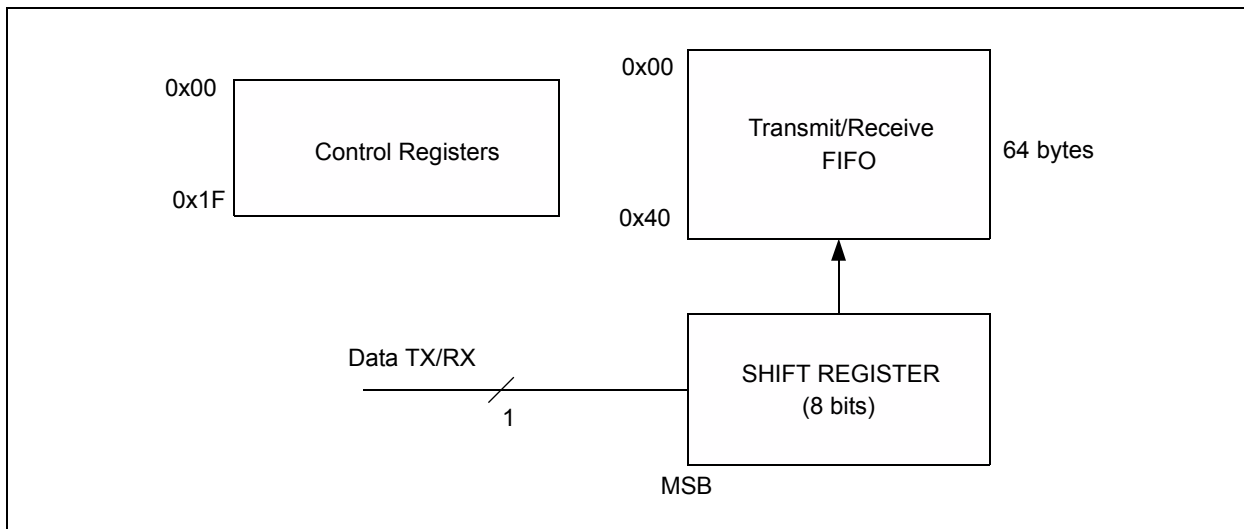 0x00
Control Registers
0x1F
0x00
Transmit/Receive
FIFO
64 bytes
0x40
Data TX/RX
1
SHIFT REGISTER
(8 bits)
MSB